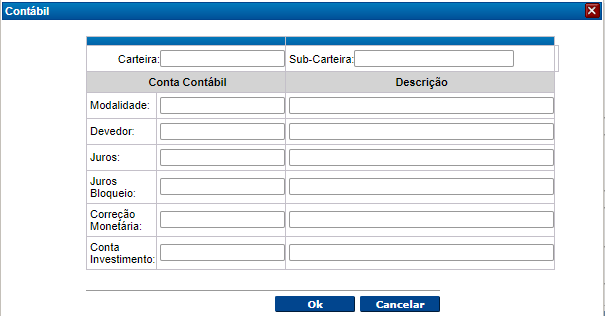 Contábil
Carteira: Sub-Carteira:
Conta Contábil Descrição
Modalidade:
Devedor:
Juros:
Juros
Bloqueio:
Correção
Monetária:
Conta
Investimento:
Ok Cancelar